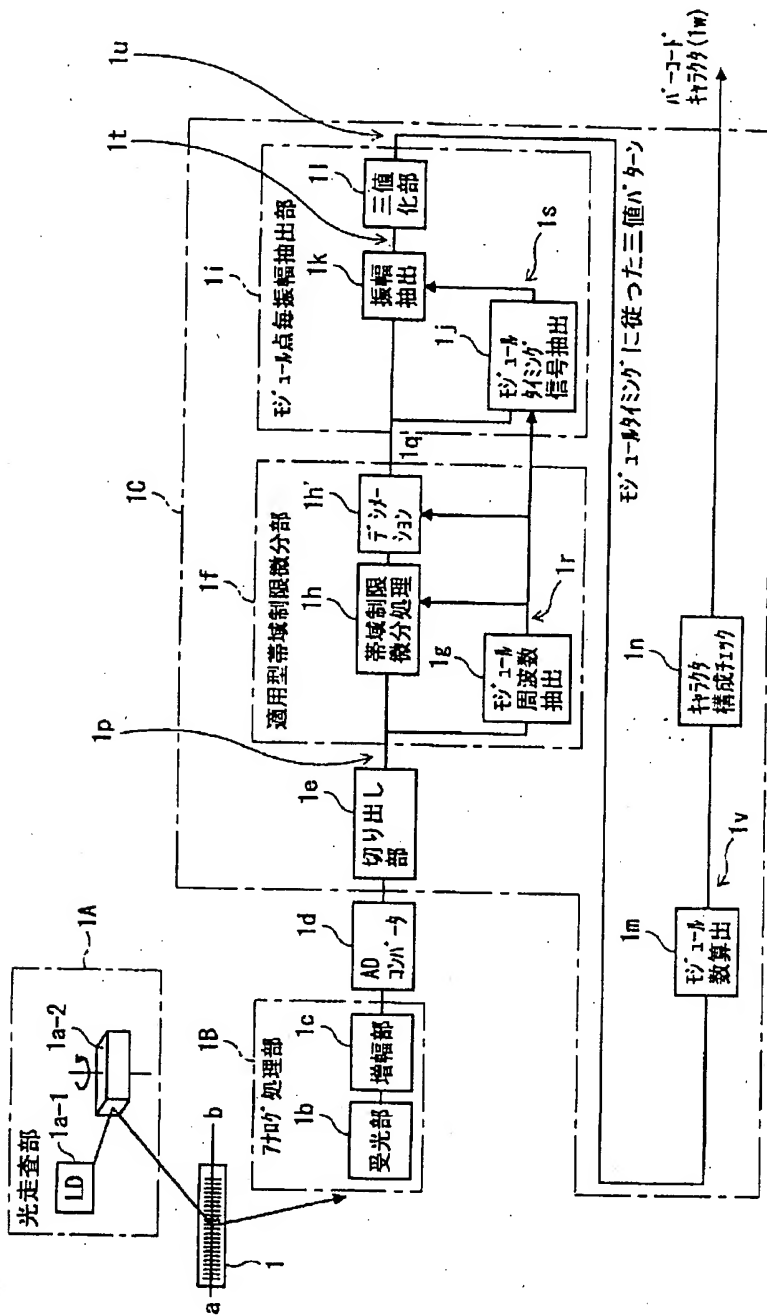 光走査部
1A
LD
1a-1
1a-2
a
b
1
アナログ処理部
1B
受光部
1b
増幅部
1c
AD
コンバータ
1d
1C
切り出し
部
1e
1p
1f
適用型帯域制限微分部
帯域制限
微分処理
1h
デシメー
ション
1h'
モジュール
周波数
抽出
1g
1r
1q
1i
モジュール点毎振幅抽出部
振幅
抽出
1k
三値
化部
1l
1t
1u
モジュール
タイミング
信号抽出
1j
1s
モジュールタイミングに従った三値パターン
モジュール
数算出
1m
1v
キャラクタ
構成チェック
1n
バーコード
キャラクタ(1w)